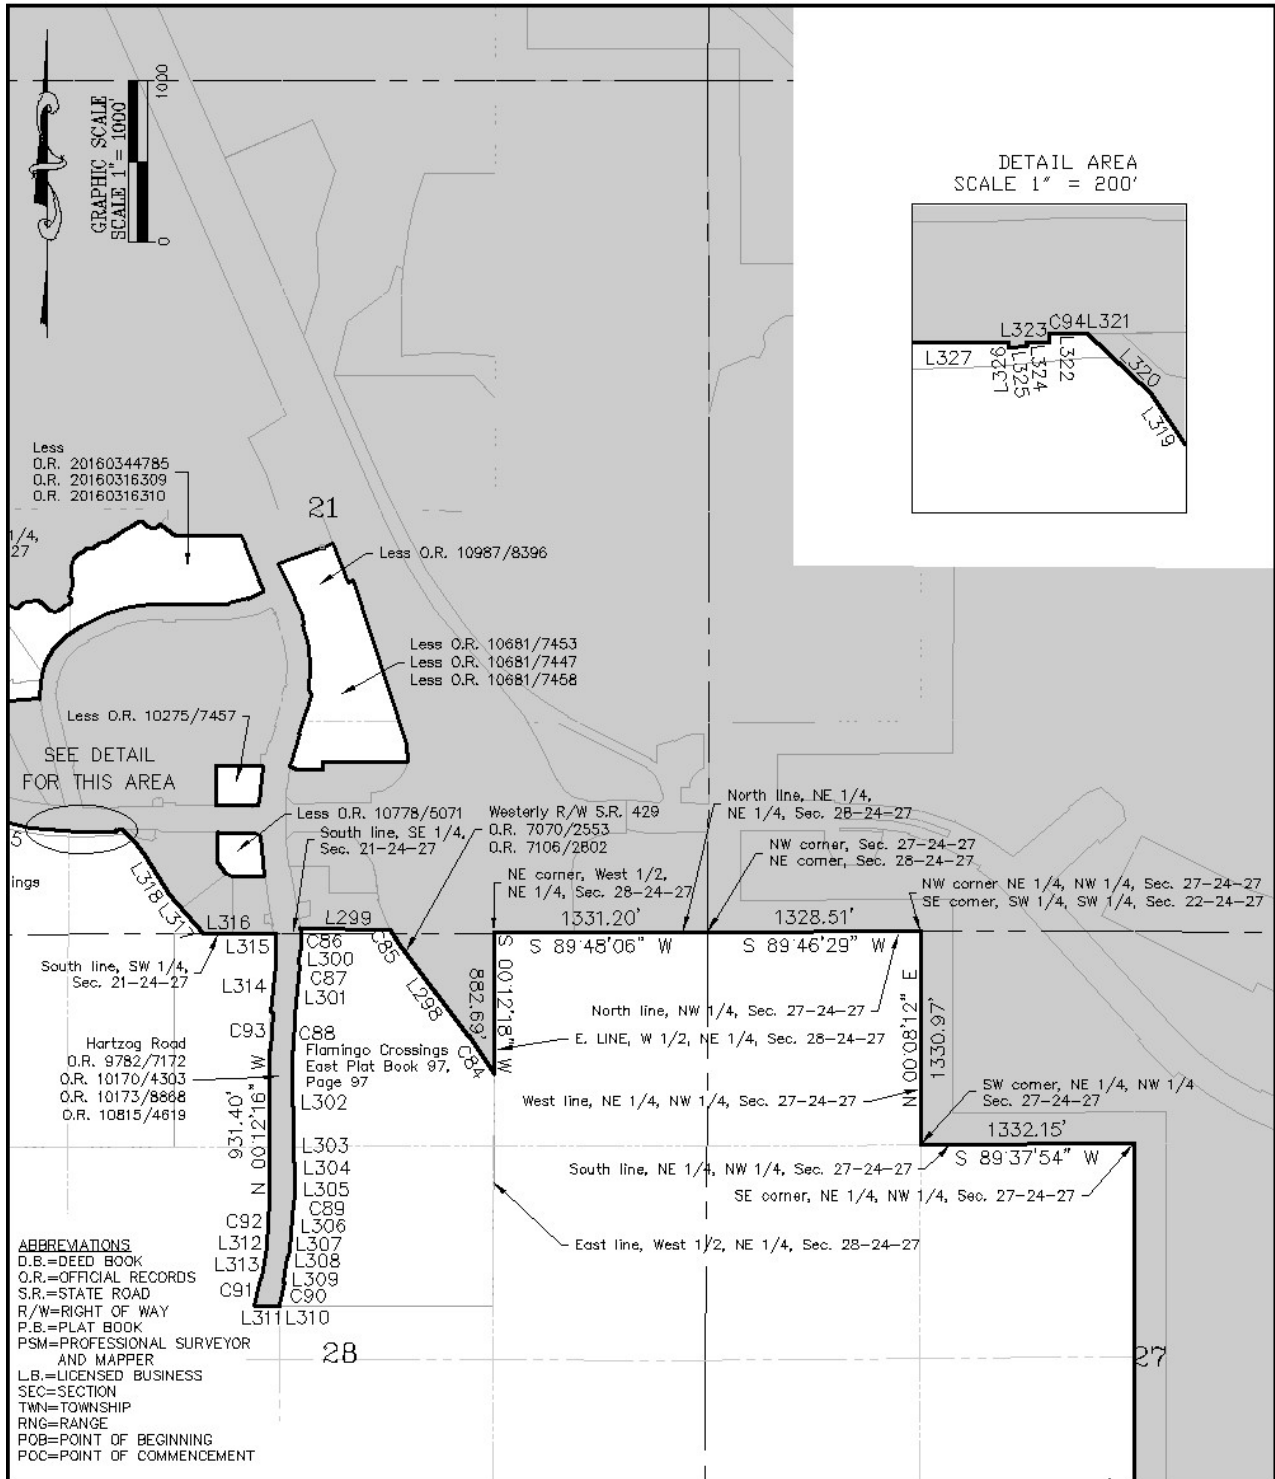 1000
GRAPHIC SCALE
SCALE 1"= 1000'
0
DETAIL AREA
SCALE 1" = 200'
L323
C94
L321
L327
L326
L325
L324
L322
L320
L319
Less
O.R. 20160344785
O.R. 20160316309
O.R. 20160316310
1/4,
27
21
Less O.R. 10987/8396
Less O.R. 10681/7453
Less O.R. 10681/7447
Less O.R. 10681/7458
Less O.R. 10275/7457
SEE DETAIL
FOR THIS AREA
5
ings
Less O.R. 10778/5071
South line, SE 1/4,
Sec. 21-24-27
Westerly R/W S.R. 429
O.R. 7070/2553
O.R. 7106/2802
North line, NE 1/4,
NE 1/4, Sec. 28-24-27
NW corner, Sec. 27-24-27
NE corner, Sec. 28-24-27
NE corner, West 1/2,
NE 1/4, Sec. 28-24-27
NW corner NE 1/4, NW 1/4, Sec. 27-24-27
SE corner, SW 1/4, SW 1/4, Sec. 22-24-27
L318
L317
L316
L299
1331.20'
1328.51'
L315
C86
C85
S 89°48'06" W
S 89°46'29" W
L300
South line, SW 1/4,
Sec. 21-24-27
L314
C87
L301
L298
882.69'
S 00°12'18" W
N 00°08'12" E
1330.97'
North line, NW 1/4, Sec. 27-24-27
C93
C88
E. LINE, W 1/2, NE 1/4, Sec. 28-24-27
Hartzog Road
O.R. 9782/7172
O.R. 10170/4303
O.R. 10173/8868
O.R. 10815/4619
Flamingo Crossings
East Plat Book 97,
Page 97
C84
SW corner, NE 1/4, NW 1/4
Sec. 27-24-27
West line, NE 1/4, NW 1/4, Sec. 27-24-27
L302
931.40'
N 00°12'16" W
1332.15'
L303
S 89°37'54" W
L304
South line, NE 1/4, NW 1/4, Sec. 27-24-27
L305
SE corner, NE 1/4, NW 1/4, Sec. 27-24-27
C89
C92
L306
L312
L307
East line, West 1/2, NE 1/4, Sec. 28-24-27
L313
L308
L309
C91
C90
L311
L310
28
27
ABBREVIATIONS
D.B.=DEED BOOK
O.R.=OFFICIAL RECORDS
S.R.=STATE ROAD
R/W=RIGHT OF WAY
P.B.=PLAT BOOK
PSM=PROFESSIONAL SURVEYOR
AND MAPPER
L.B.=LICENSED BUSINESS
SEC=SECTION
TWN=TOWNSHIP
RNG=RANGE
POB=POINT OF BEGINNING
POC=POINT OF COMMENCEMENT